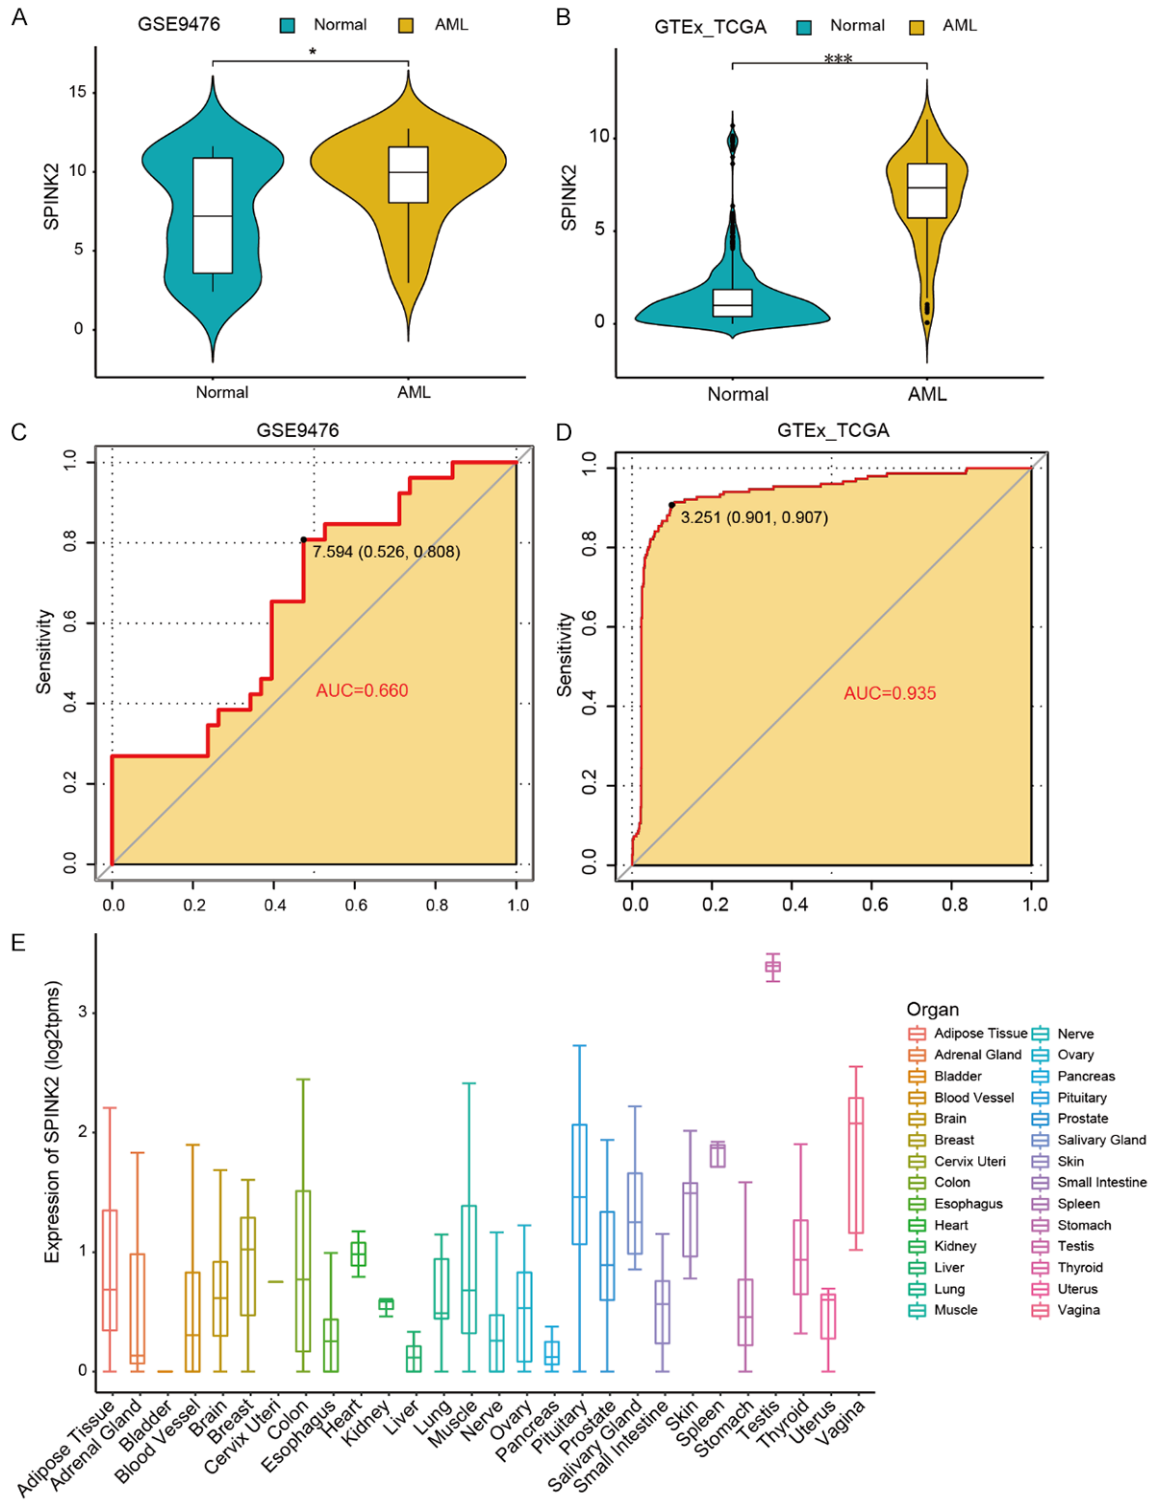 A
GSE9476
Normal
AML
*
SPINK2
15
10
5
0
Normal
AML
B
GTEx_TCGA
Normal
AML
***
SPINK2
10
5
0
Normal
AML
C
GSE9476
Sensitivity
1.0
0.8
0.6
0.4
0.2
0.0
7.594 (0.526, 0.808)
AUC=0.660
0.0 0.2 0.4 0.6 0.8 1.0
D
GTEx_TCGA
Sensitivity
1.0
0.8
0.6
0.4
0.2
0.0
3.251 (0.901, 0.907)
AUC=0.935
0.0 0.2 0.4 0.6 0.8 1.0
E
Expression of SPINK2 (log2tpms)
3
2
1
0
Adipose Tissue
Adrenal Gland
Bladder
Blood Vessel
Brain
Breast
Cervix Uteri
Colon
Esophagus
Heart
Kidney
Liver
Lung
Muscle
Nerve
Ovary
Pancreas
Pituitary
Prostate
Salivary Gland
Small Intestine
Skin
Spleen
Stomach
Testis
Thyroid
Uterus
Vagina
Organ
Adipose Tissue
Adrenal Gland
Bladder
Blood Vessel
Brain
Breast
Cervix Uteri
Colon
Esophagus
Heart
Kidney
Liver
Lung
Muscle
Nerve
Ovary
Pancreas
Pituitary
Prostate
Salivary Gland
Skin
Small Intestine
Spleen
Stomach
Testis
Thyroid
Uterus
Vagina